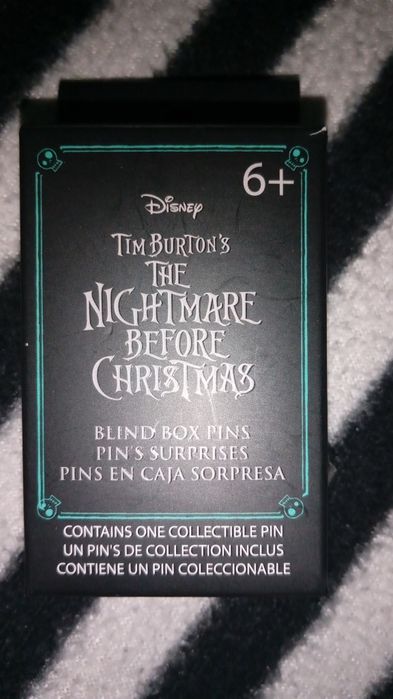 6+
Disney
TIM BURTON'S
THE
NIGHTMARE
BEFORE
CHRISTMAS
BLIND BOX PINS
PIN'S SURPRISES
PINS EN CAJA SORPRESA
CONTAINS ONE COLLECTIBLE PIN
UN PIN'S DE COLLECTION INCLUS
CONTIENE UN PIN COLECCIONABLE